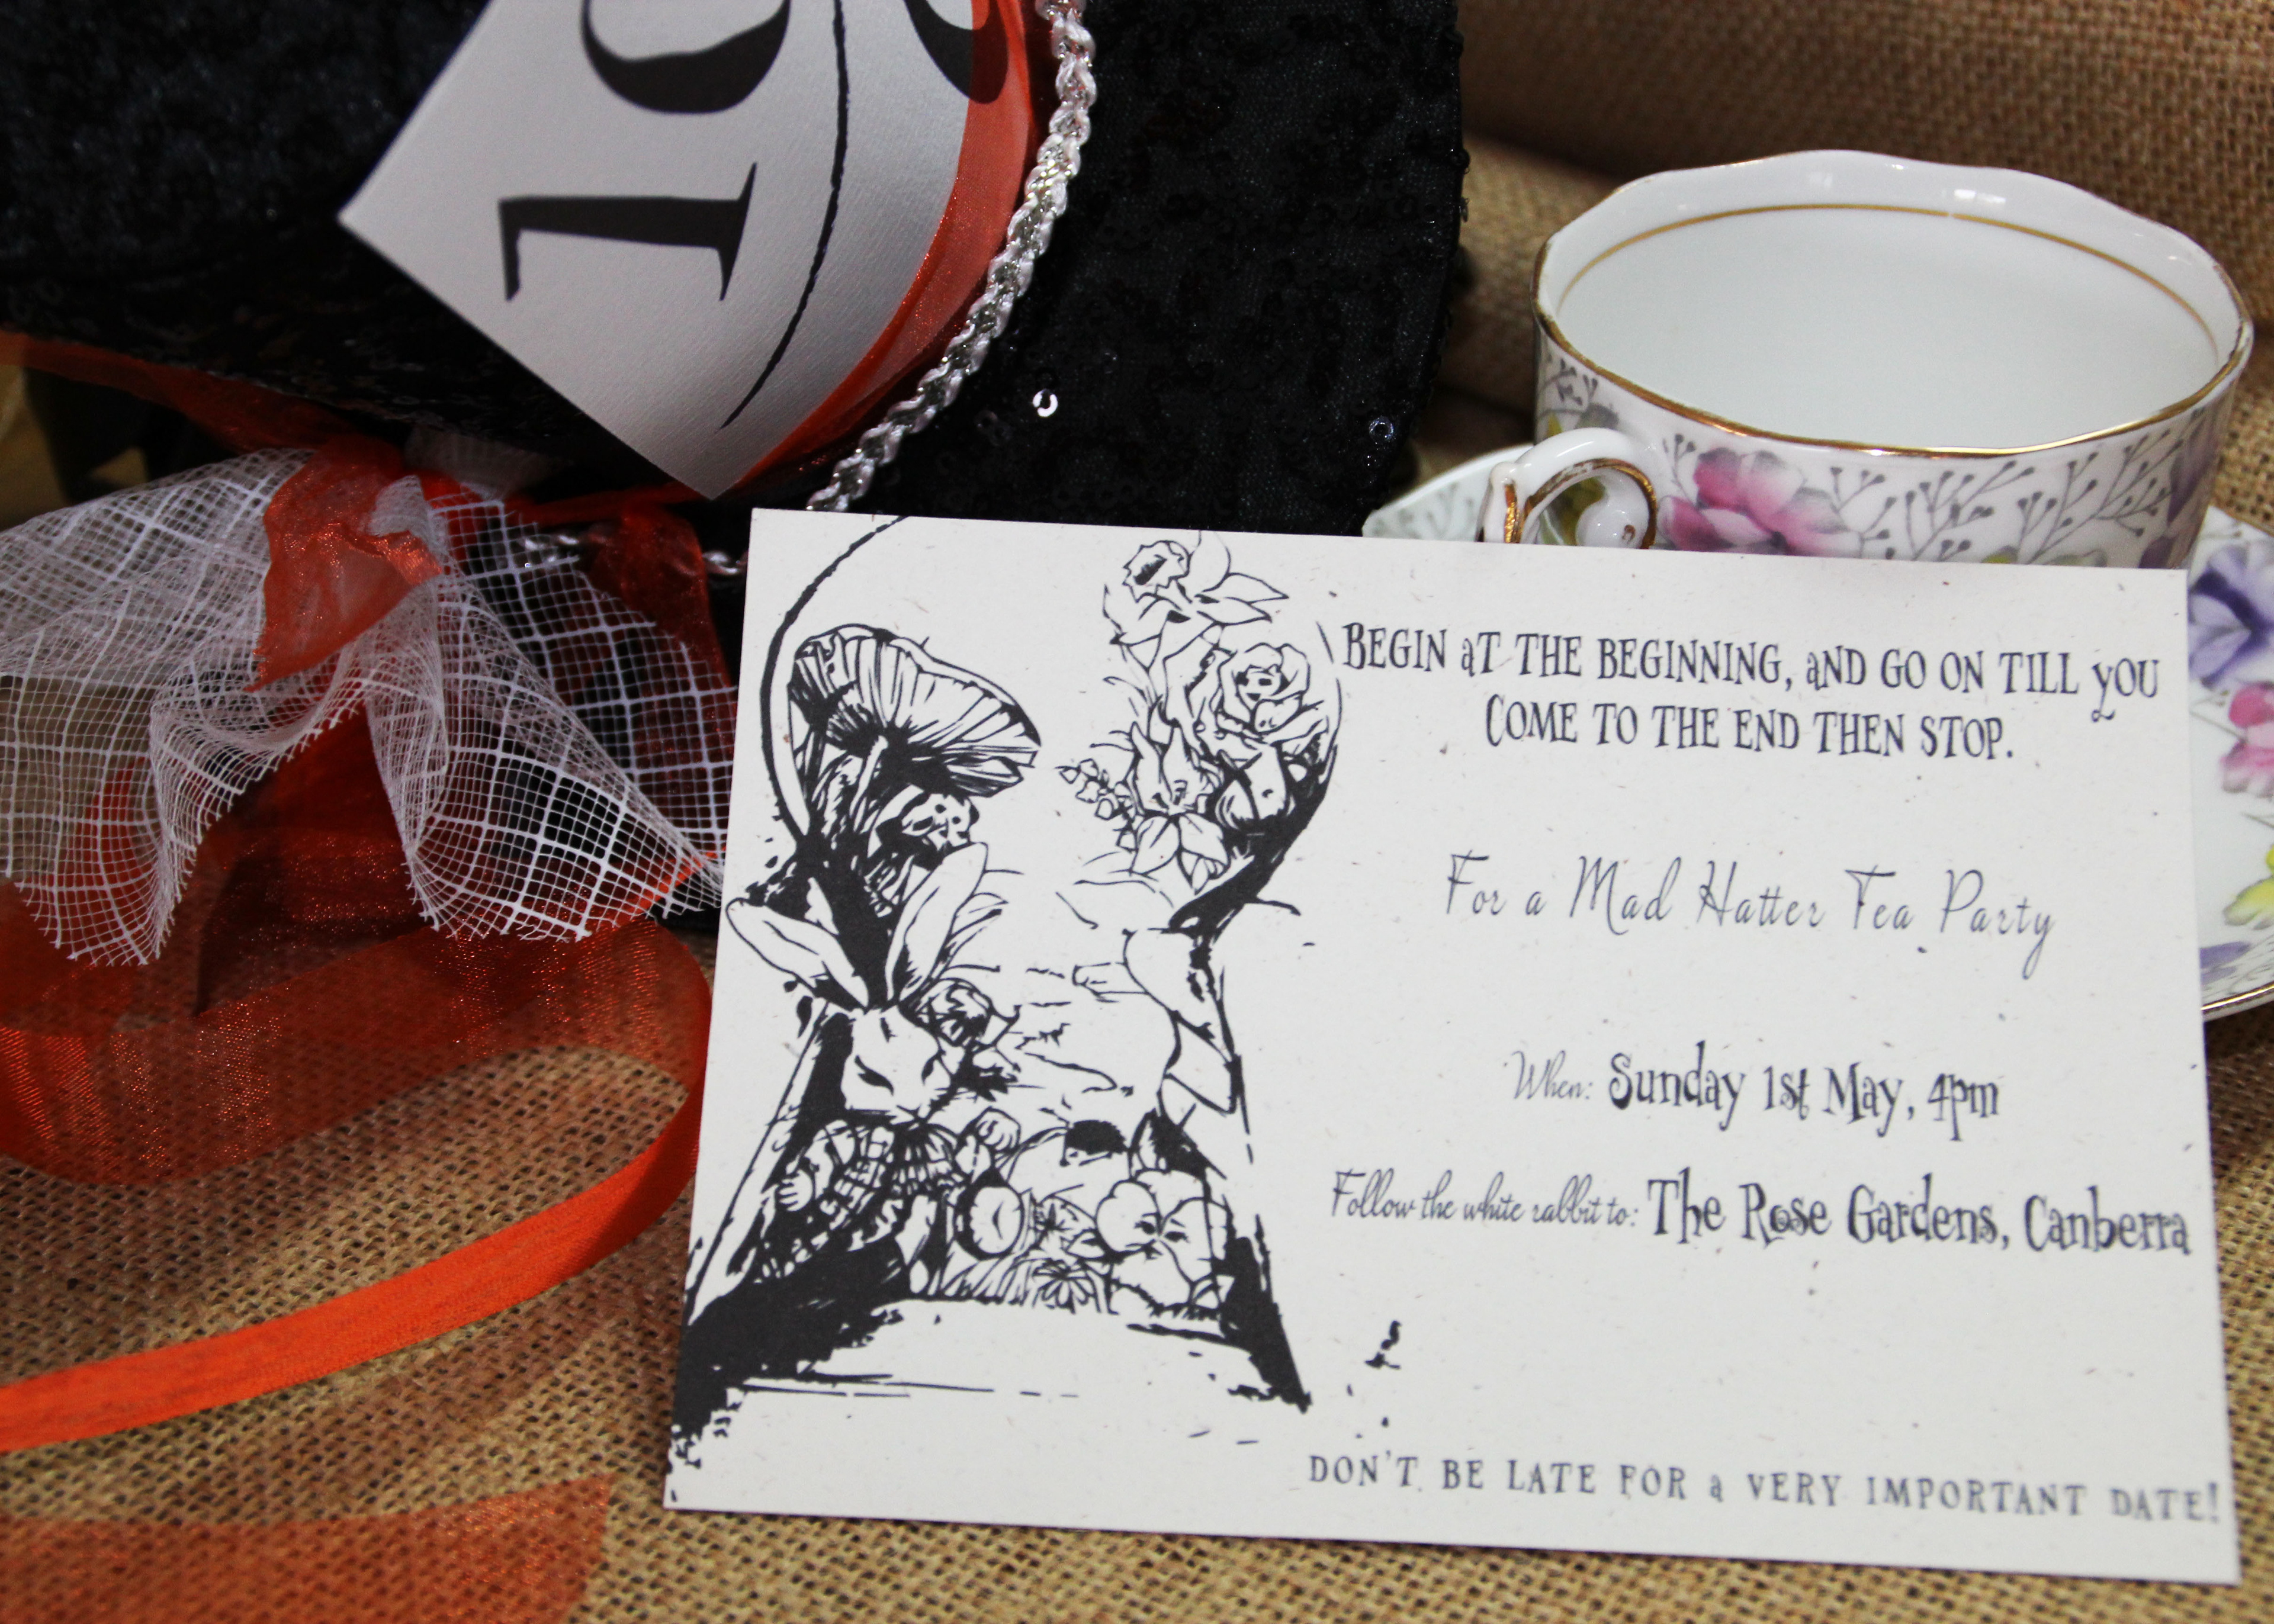 10
BEGIN aT THE BEGINNING, aND GO ON TILL yOU
COME TO THE END THEN STOP.
For a Mad Hatter Tea Party
When: Sunday 1st May, 4pm
Follow the white rabbit to: The Rose Gardens, Canberra
DON'T BE LATE FOR a VERY IMPORTANT DATE!